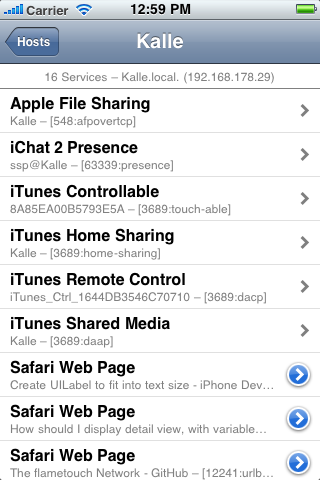 Carrier 12:59 PM
Hosts Kalle
16 Services – Kalle.local. (192.168.178.29)
Apple File Sharing
Kalle – [548:afpovertcp]
iChat 2 Presence
ssp@Kalle – [63339:presence]
iTunes Controllable
8A85EA00B5793E5A – [3689:touch-able]
iTunes Home Sharing
Kalle – [3689:home-sharing]
iTunes Remote Control
iTunes_Ctrl_1644DB3546C70710 – [3689:dacp]
iTunes Shared Media
Kalle – [3689:daap]
Safari Web Page
Create UILabel to fit into text size - iPhone Dev…
Safari Web Page
How should I display detail view, with variable…
Safari Web Page
The flametouch Network - GitHub – [12241:urlb…